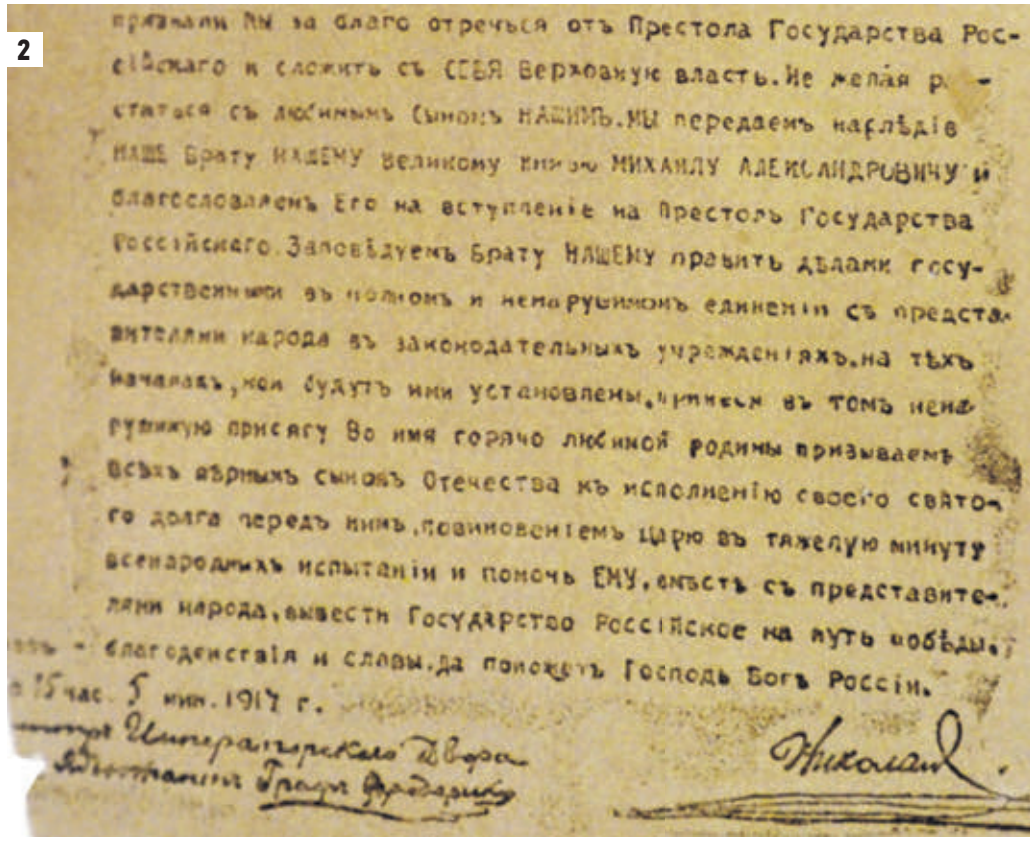 2
признали МЫ за благо отречься отъ Престола Государства Рос-
сійскаго и сложить съ СЕБЯ Верховную власть. Не желая р -
статься съ любимымъ Сыномъ НАШИМЪ, МЫ передаемъ наслѣдіе
НАШЕ Брату НАШЕМУ Великому Князю МИХАИЛУ АЛЕКСАНДРОВИЧУ и
благословляемъ Его на вступленіе на Престолъ Государства
Россійскаго. Заповѣдуемъ Брату НАШЕМУ править дѣлами госу-
дарственными въ полномъ и ненарушимомъ единеніи съ предста-
вителями народа въ законодательныхъ учрежденіяхъ, на тѣхъ
началахъ, кои будутъ ими установлены, принеся въ томъ нена-
рушимую присягу Во имя горячо любимой родины призываемъ
всѣхъ вѣрныхъ сыновъ Отечества къ исполненію своего свято-
го долга передъ нимъ, повиновеніемъ Царю въ тяжелую минуту
всенародныхъ испытаній и помочь ЕМУ, вмѣстѣ съ представите-
лями народа, вывести Государство Россійское на путь побѣды,
- благоденствія и славы. да поможетъ Господь Богъ Россіи.
15 час. 5 мин. 1917 г.
Императорскаго Двора
Графъ Фредериксъ
Николай